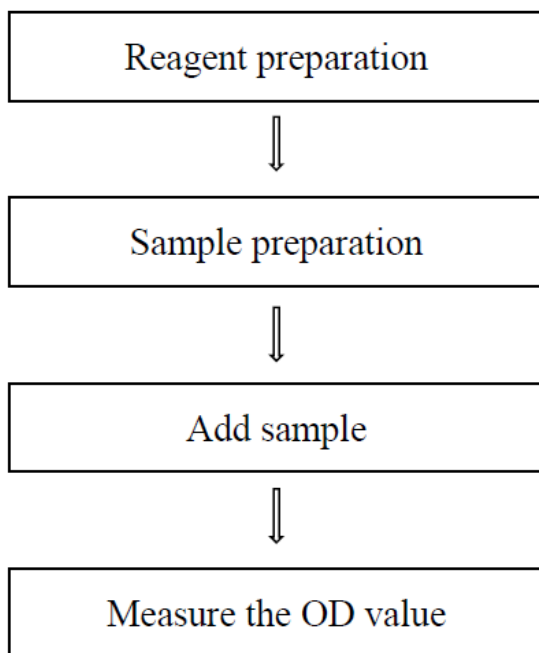 Reagent preparation
Sample preparation
Add sample
Measure the OD value